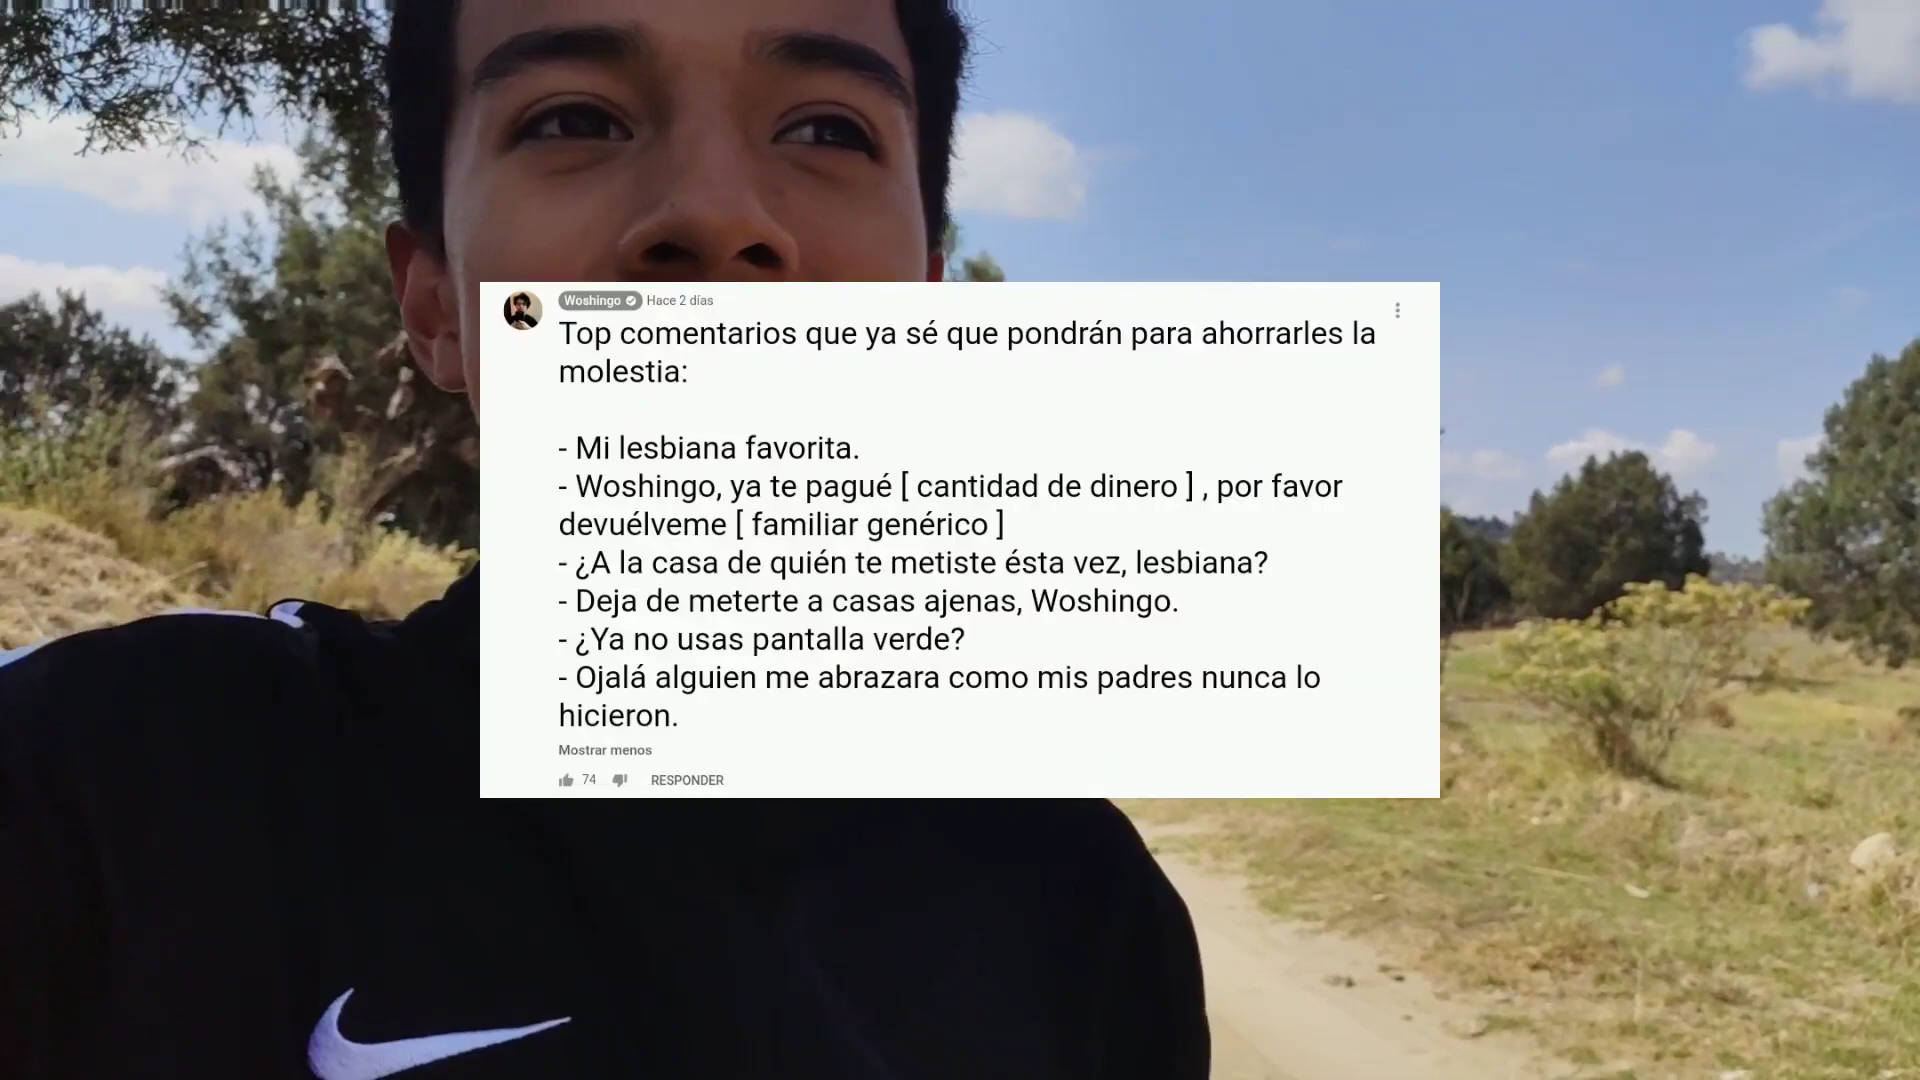 Woshingo Hace 2 días
Top comentarios que ya sé que pondrán para ahorrarles la
molestia:
- Mi lesbiana favorita.
- Woshingo, ya te pagué [ cantidad de dinero ] , por favor
devuélveme [ familiar genérico ]
- ¿A la casa de quién te metiste ésta vez, lesbiana?
- Deja de meterte a casas ajenas, Woshingo.
- ¿Ya no usas pantalla verde?
- Ojalá alguien me abrazara como mis padres nunca lo
hicieron.
Mostrar menos
74 RESPONDER